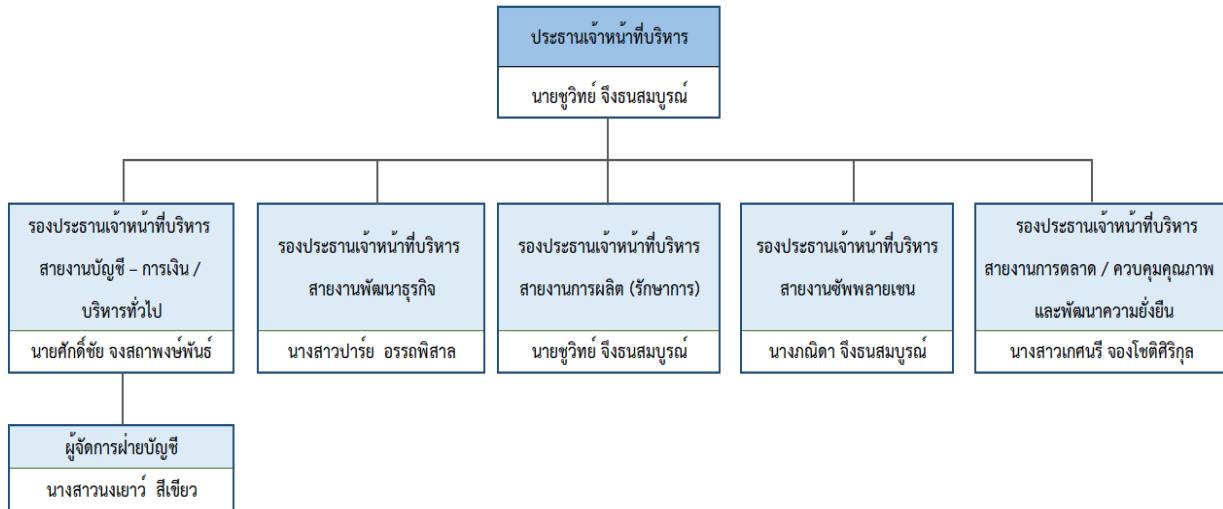 ประธานเจ้าหน้าที่บริหาร
นายชูวิทย์ จึงธนสมบูรณ์
รองประธานเจ้าหน้าที่บริหาร
สายงานบัญชี – การเงิน /
บริหารทั่วไป
นายศักดิ์ชัย จงสถาพงษ์พันธ์
รองประธานเจ้าหน้าที่บริหาร
สายงานพัฒนาธุรกิจ
นางสาวปารย์ อรรถพิสาล
รองประธานเจ้าหน้าที่บริหาร
สายงานการผลิต (รักษาการ)
นายชูวิทย์ จึงธนสมบูรณ์
รองประธานเจ้าหน้าที่บริหาร
สายงานซัพพลายเชน
นางภณิดา จึงธนสมบูรณ์
รองประธานเจ้าหน้าที่บริหาร
สายงานการตลาด / ควบคุมคุณภาพ
และพัฒนาความยั่งยืน
นางสาวเกศนรี จองโชติศิริกุล
ผู้จัดการฝ่ายบัญชี
นางสาวนงเยาว์ สีเขียว